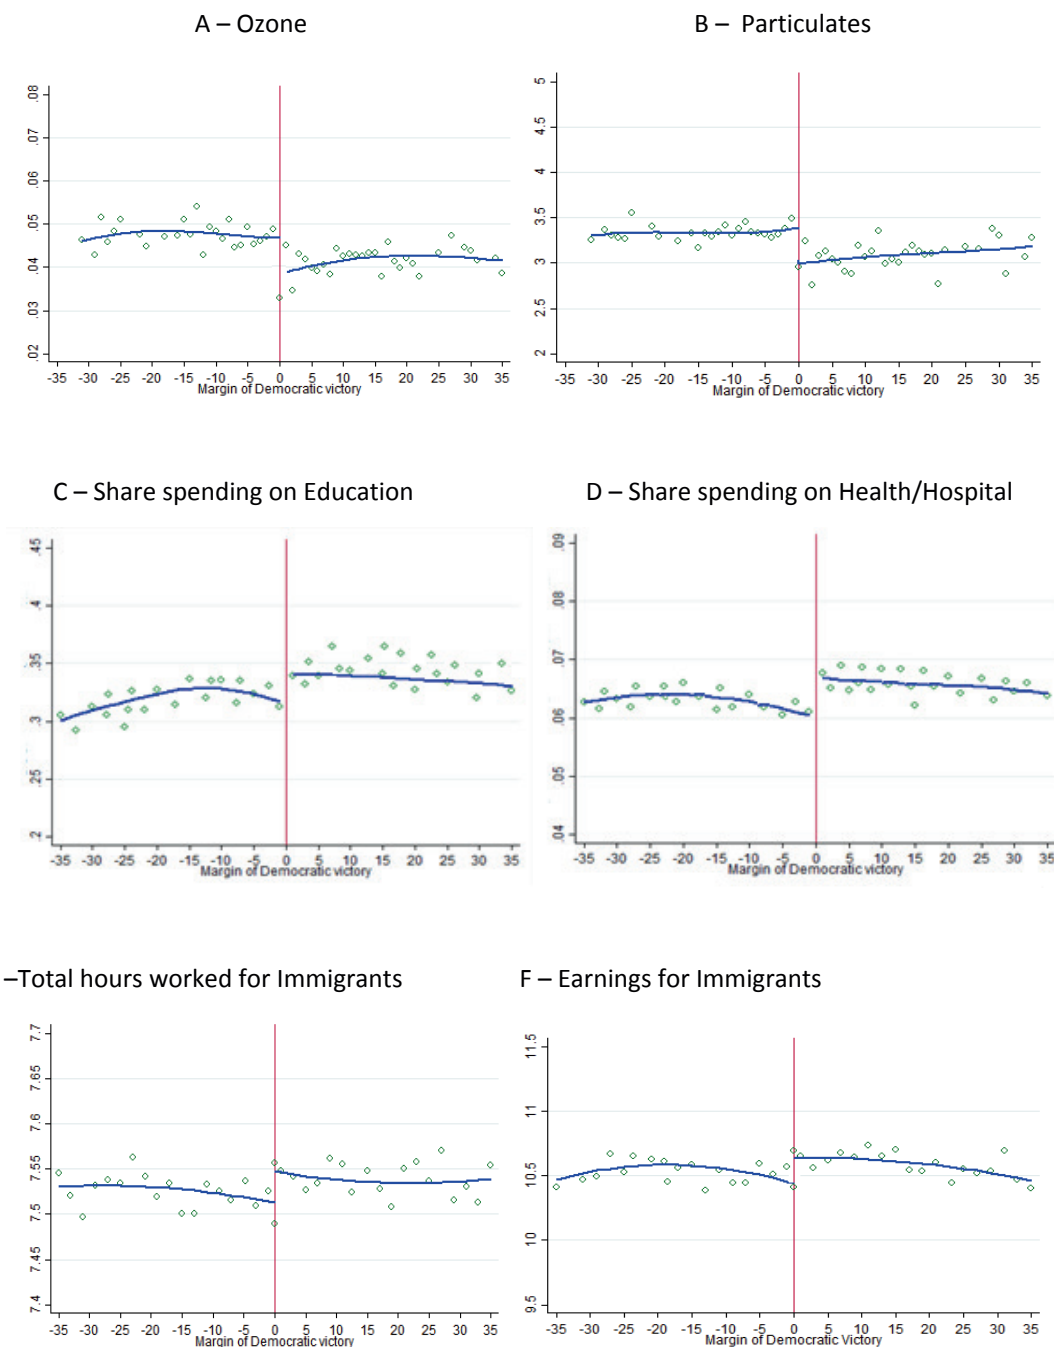 A – Ozone
B –  Particulates
.08
.07
.06
.05
.04
.03
.02
-35 -30 -25 -20 -15 -10 -5 0 5 10 15 20 25 30 35
Margin of Democratic victory
5
4.5
4
3.5
3
2.5
2
-35 -30 -25 -20 -15 -10 -5 0 5 10 15 20 25 30 35
Margin of Democratic victory
C – Share spending on Education
D – Share spending on Health/Hospital
.45
.4
.35
.3
.25
.2
-35 -30 -25 -20 -15 -10 -5 0 5 10 15 20 25 30 35
Margin of Democratic victory
.09
.08
.07
.06
.05
.04
-35 -30 -25 -20 -15 -10 -5 0 5 10 15 20 25 30 35
Margin of Democratic victory
–Total hours worked for Immigrants
F – Earnings for Immigrants
7.7
7.65
7.6
7.55
7.5
7.45
7.4
-35 -30 -25 -20 -15 -10 -5 0 5 10 15 20 25 30 35
Margin of Democratic victory
11.5
11
10.5
10
9.5
-35 -30 -25 -20 -15 -10 -5 0 5 10 15 20 25 30 35
Margin of Democratic Victory